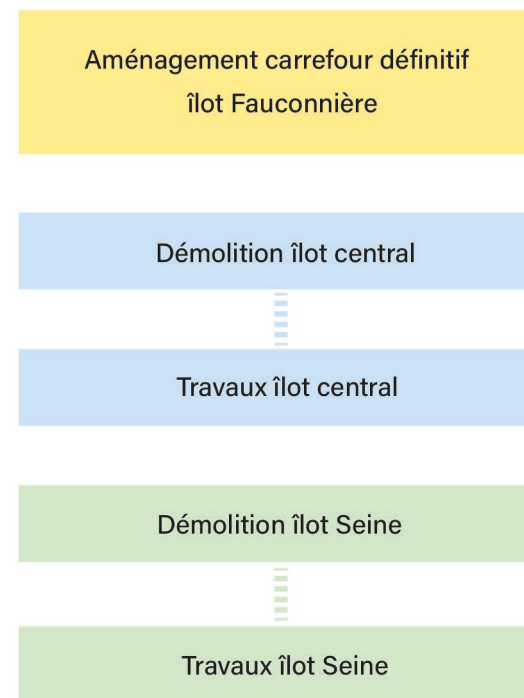 Aménagement carrefour définitif
îlot Fauconnière
Démolition îlot central
Travaux îlot central
Démolition îlot Seine
Travaux îlot Seine